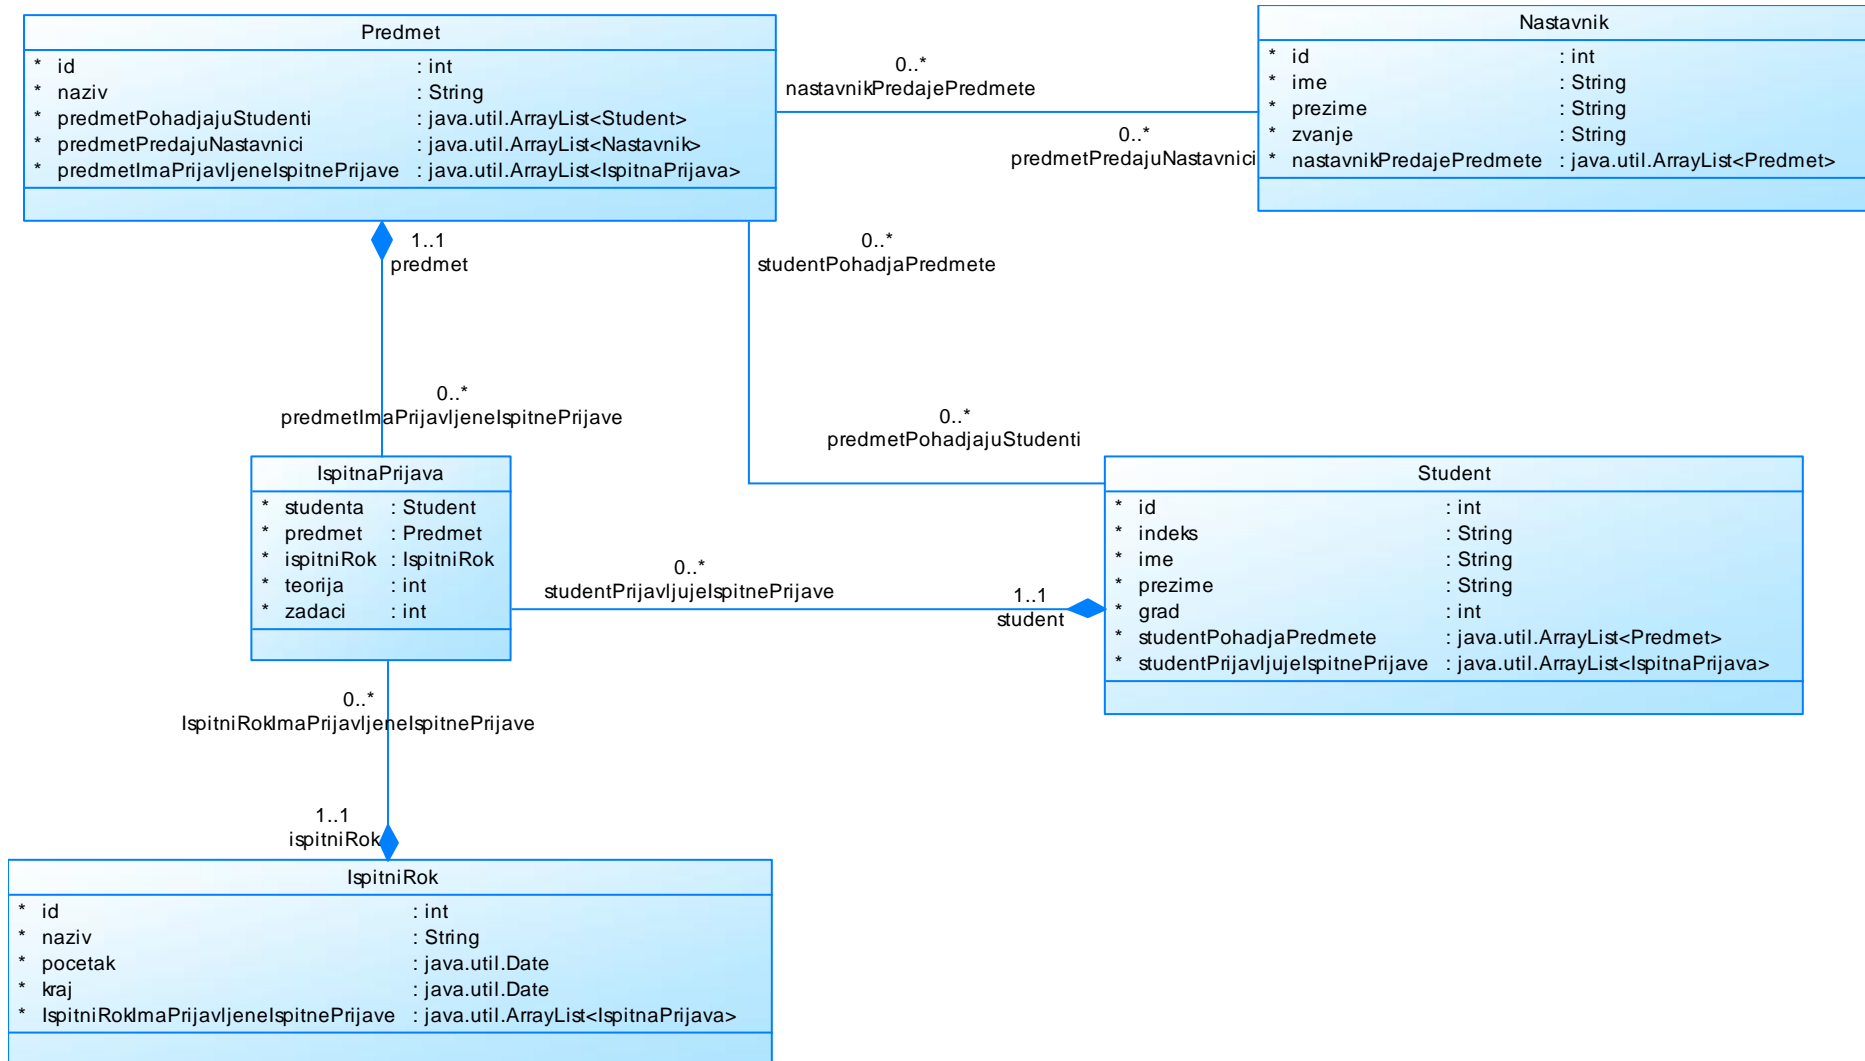 Predmet
* id : int
* naziv : String
* predmetPohadjajuStudenti : java.util.ArrayList<Student>
* predmetPredajuNastavnici : java.util.ArrayList<Nastavnik>
* predmetImaPrijavljeneIspitnePrijave : java.util.ArrayList<IspitnaPrijava>
0..*
nastavnikPredajePredmete
0..*
predmetPredajuNastavnici
Nastavnik
* id : int
* ime : String
* prezime : String
* zvanje : String
* nastavnikPredajePredmete : java.util.ArrayList<Predmet>
1..1
predmet
0..*
studentPohadjaPredmete
0..*
predmetImaPrijavljeneIspitnePrijave
0..*
predmetPohadjajuStudenti
IspitnaPrijava
* studenta : Student
* predmet : Predmet
* ispitniRok : IspitniRok
* teorija : int
* zadaci : int
0..*
studentPrijavljujeIspitnePrijave
1..1
student
Student
* id : int
* indeks : String
* ime : String
* prezime : String
* grad : int
* studentPohadjaPredmete : java.util.ArrayList<Predmet>
* studentPrijavljujeIspitnePrijave : java.util.ArrayList<IspitnaPrijava>
0..*
IspitniRokImaPrijavljeneIspitnePrijave
1..1
ispitniRok
IspitniRok
* id : int
* naziv : String
* pocetak : java.util.Date
* kraj : java.util.Date
* IspitniRokImaPrijavljeneIspitnePrijave : java.util.ArrayList<IspitnaPrijava>